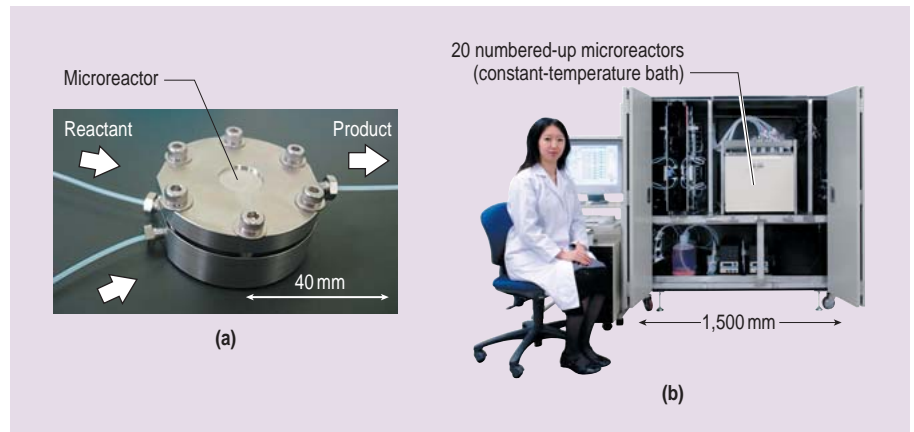 Microreactor
Reactant
Product
40 mm
(a)
20 numbered-up microreactors
(constant-temperature bath)
1,500 mm
(b)